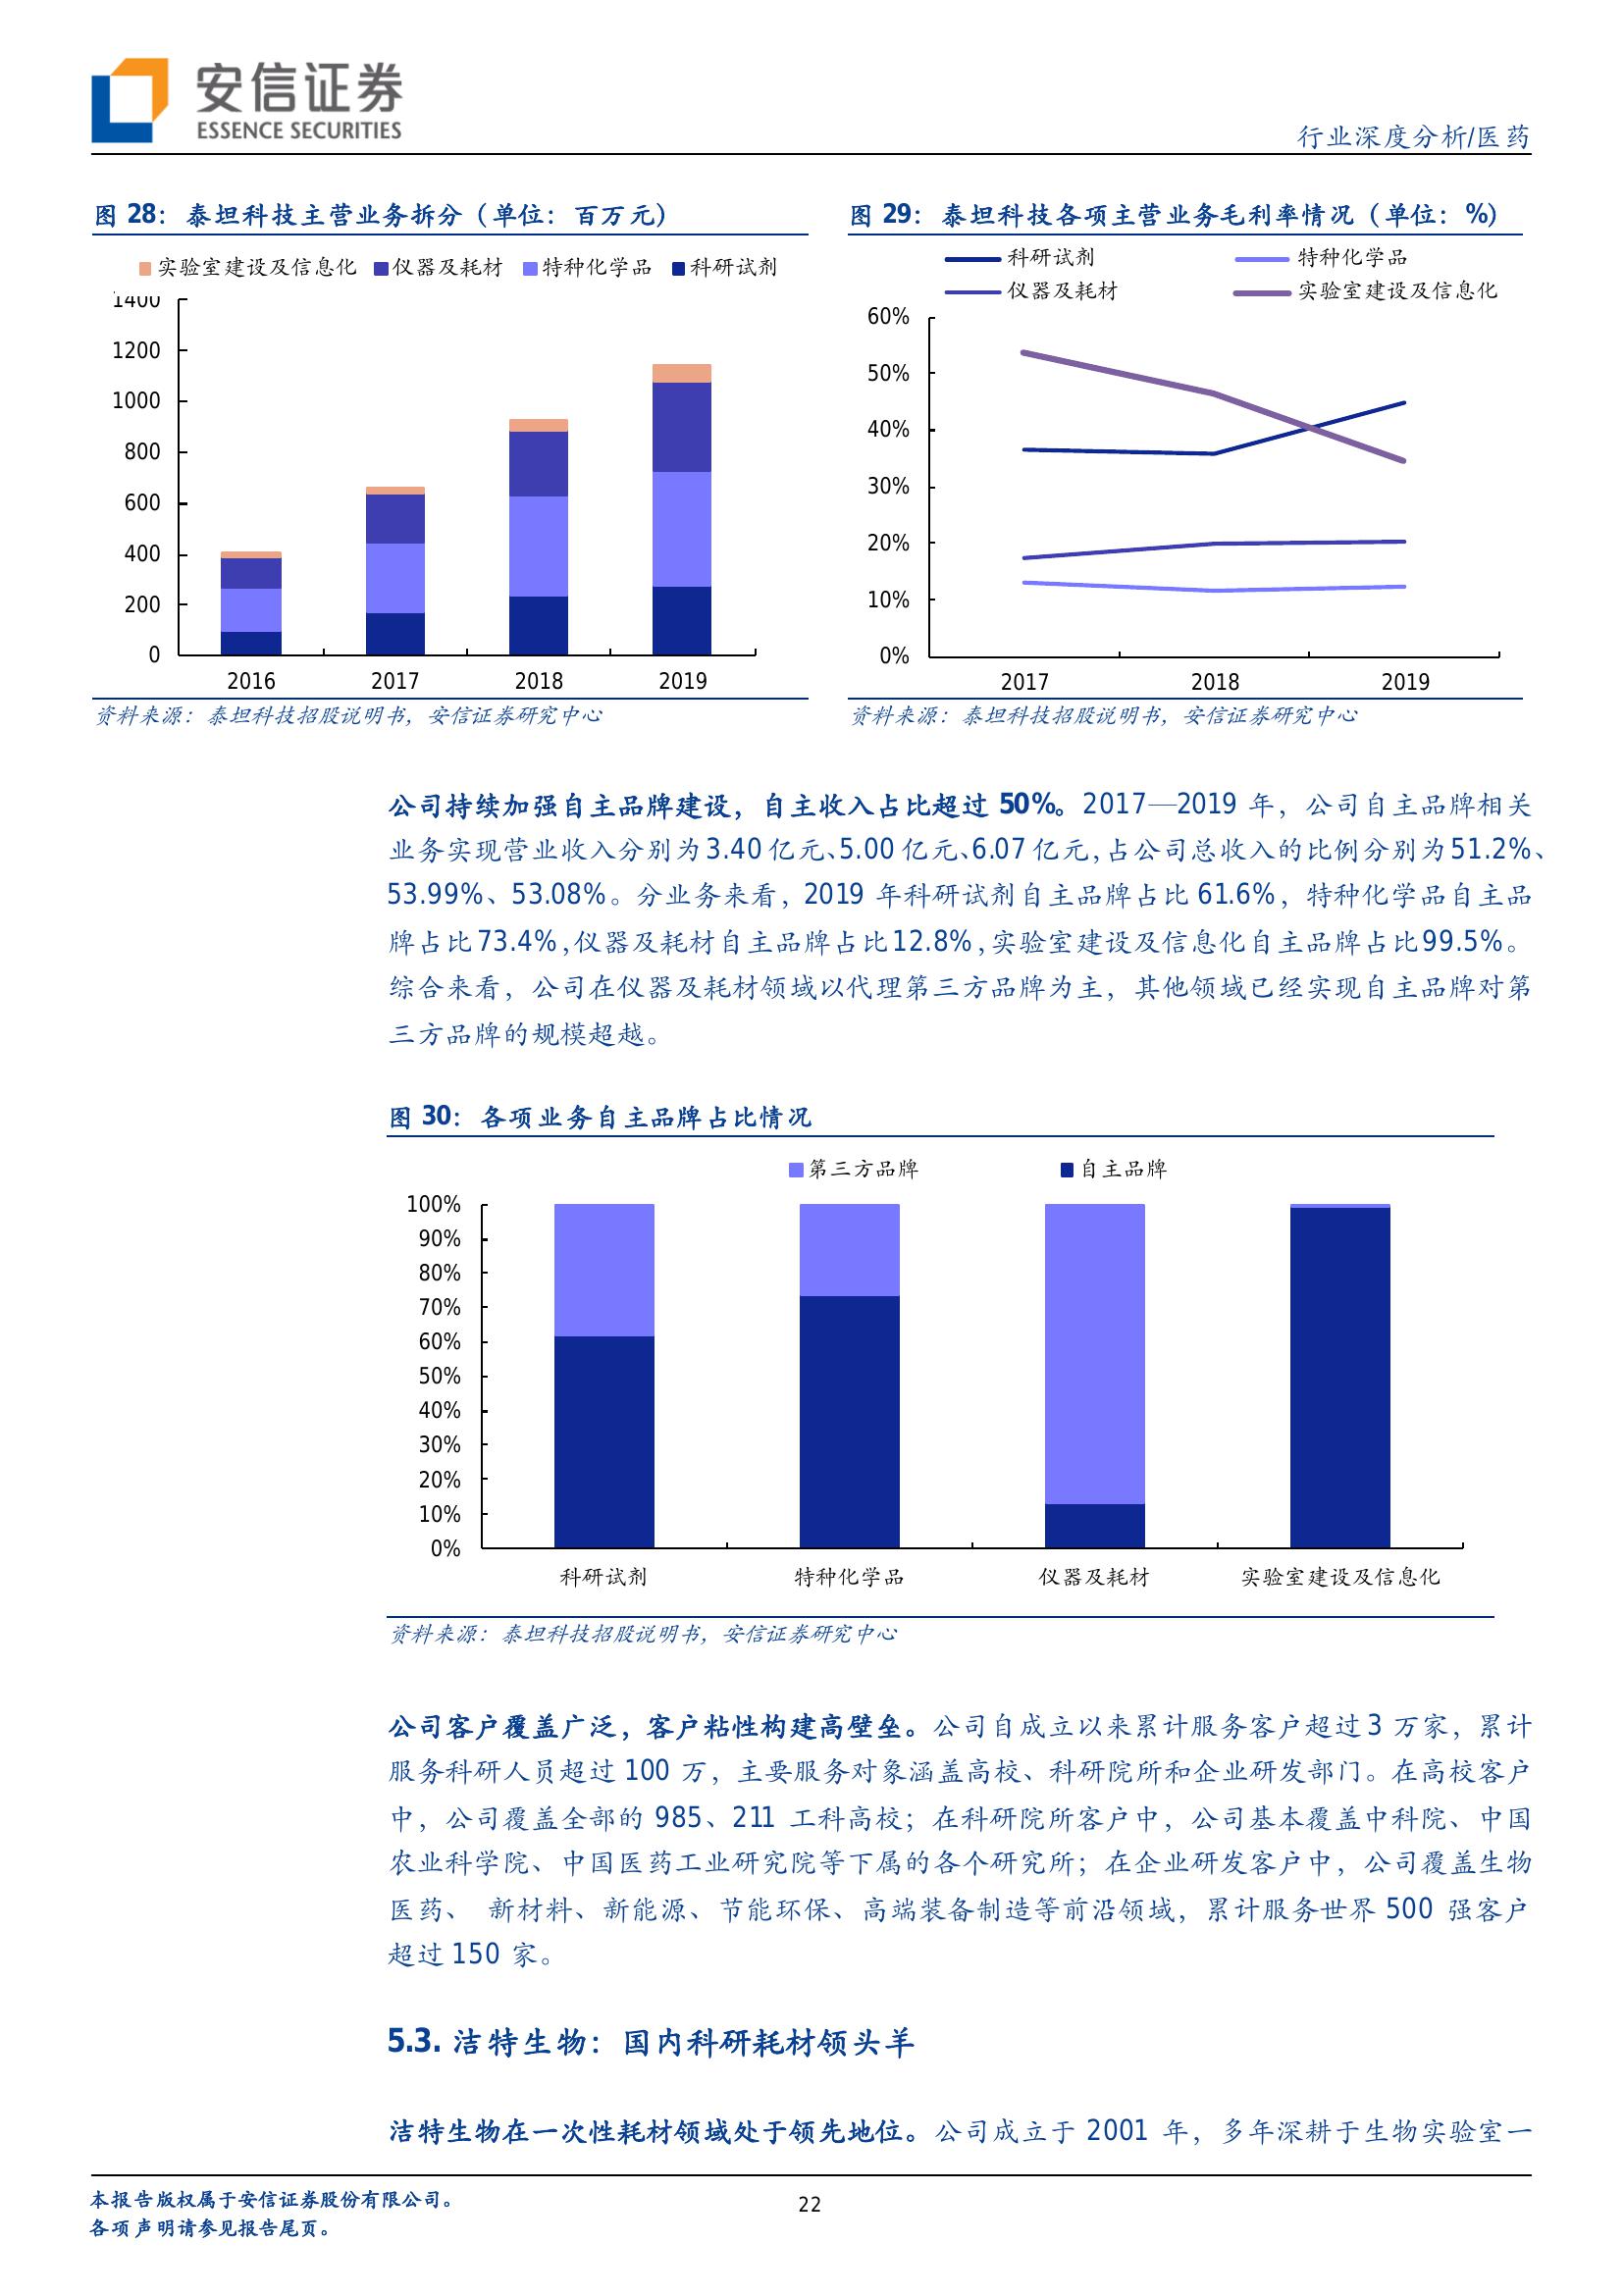 安信证券
ESSENCE SECURITIES
行业深度分析/医药
图 28：泰坦科技主营业务拆分（单位：百万元）
实验室建设及信息化 仪器及耗材 特种化学品 科研试剂
1400
1200
1000
800
600
400
200
0
2016 2017 2018 2019
资料来源：泰坦科技招股说明书，安信证券研究中心
图 29：泰坦科技各项主营业务毛利率情况（单位：%）
科研试剂 特种化学品
仪器及耗材 实验室建设及信息化
60%
50%
40%
30%
20%
10%
0%
2017 2018 2019
资料来源：泰坦科技招股说明书，安信证券研究中心
公司持续加强自主品牌建设，自主收入占比超过 50%。2017—2019 年，公司自主品牌相关
业务实现营业收入分别为 3.40 亿元、5.00 亿元、6.07 亿元，占公司总收入的比例分别为 51.2%、
53.99%、53.08%。分业务来看，2019 年科研试剂自主品牌占比 61.6%，特种化学品自主品
牌占比 73.4%，仪器及耗材自主品牌占比 12.8%，实验室建设及信息化自主品牌占比 99.5%。
综合来看，公司在仪器及耗材领域以代理第三方品牌为主，其他领域已经实现自主品牌对第
三方品牌的规模超越。
图 30：各项业务自主品牌占比情况
第三方品牌 自主品牌
100%
90%
80%
70%
60%
50%
40%
30%
20%
10%
0%
科研试剂 特种化学品 仪器及耗材 实验室建设及信息化
资料来源：泰坦科技招股说明书，安信证券研究中心
公司客户覆盖广泛，客户粘性构建高壁垒。公司自成立以来累计服务客户超过 3 万家，累计
服务科研人员超过 100 万，主要服务对象涵盖高校、科研院所和企业研发部门。在高校客户
中，公司覆盖全部的 985、211 工科高校；在科研院所客户中，公司基本覆盖中科院、中国
农业科学院、中国医药工业研究院等下属的各个研究所；在企业研发客户中，公司覆盖生物
医药、 新材料、新能源、节能环保、高端装备制造等前沿领域，累计服务世界 500 强客户
超过 150 家。
5.3. 洁特生物：国内科研耗材领头羊
洁特生物在一次性耗材领域处于领先地位。公司成立于 2001 年，多年深耕于生物实验室一
本报告版权属于安信证券股份有限公司。
各项声明请参见报告尾页。
22